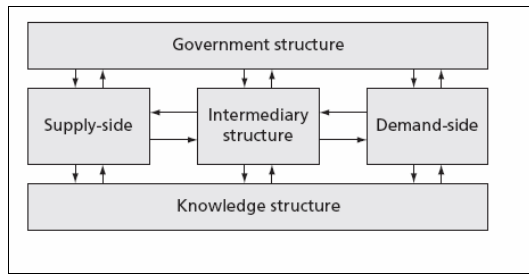 Government structure
Supply-side
Intermediary
structure
Demand-side
Knowledge structure